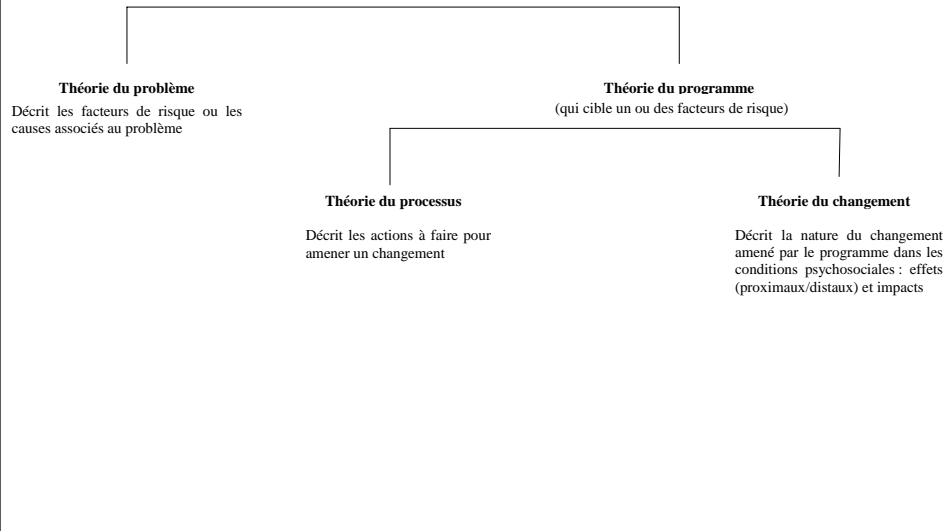 Théorie du problème
Décrit les facteurs de risque ou les
causes associés au problème
Théorie du programme
(qui cible un ou des facteurs de risque)
Théorie du processus
Décrit les actions à faire pour
amener un changement
Théorie du changement
Décrit la nature du changement
amené par le programme dans les
conditions psychosociales : effets
(proximaux/distaux) et impacts